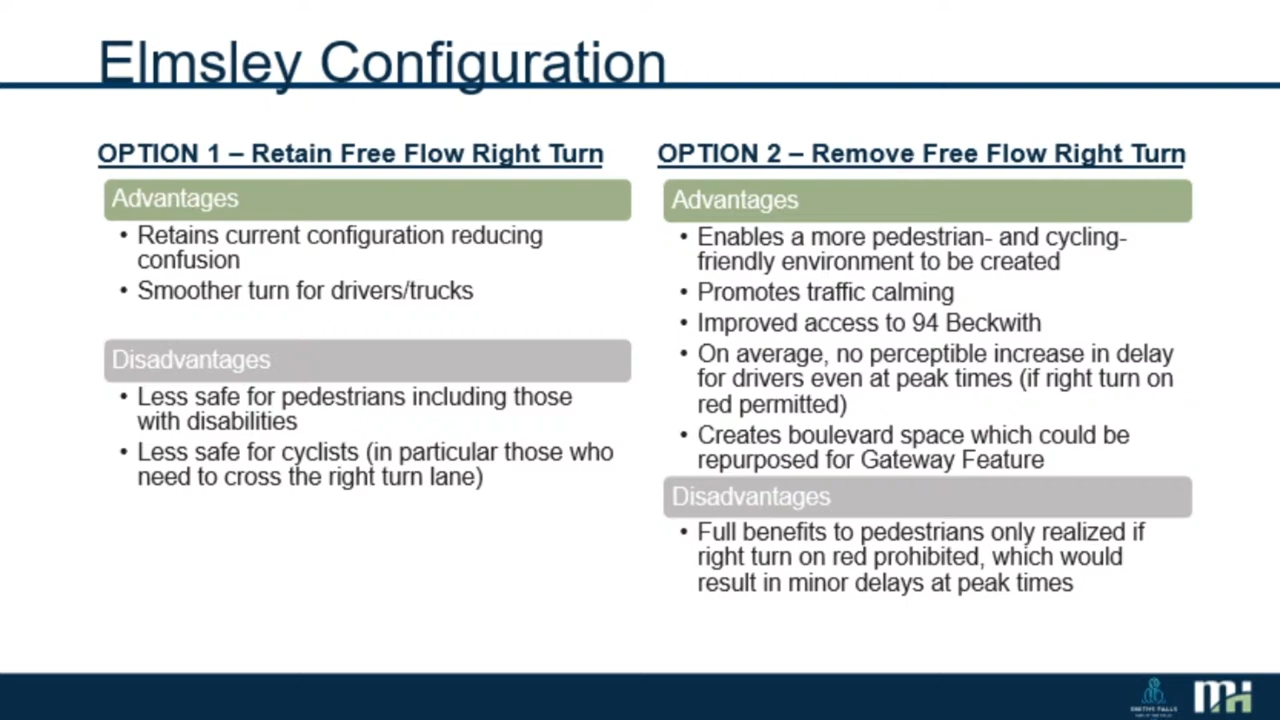 Elmsley Configuration
OPTION 1 – Retain Free Flow Right Turn
Advantages
• Retains current configuration reducing
confusion
• Smoother turn for drivers/trucks
Disadvantages
• Less safe for pedestrians including those
with disabilities
• Less safe for cyclists (in particular those who
need to cross the right turn lane)
OPTION 2 – Remove Free Flow Right Turn
Advantages
• Enables a more pedestrian- and cycling-
friendly environment to be created
• Promotes traffic calming
• Improved access to 94 Beckwith
• On average, no perceptible increase in delay
for drivers even at peak times (if right turn on
red permitted)
• Creates boulevard space which could be
repurposed for Gateway Feature
Disadvantages
• Full benefits to pedestrians only realized if
right turn on red prohibited, which would
result in minor delays at peak times
SMITHS FALLS